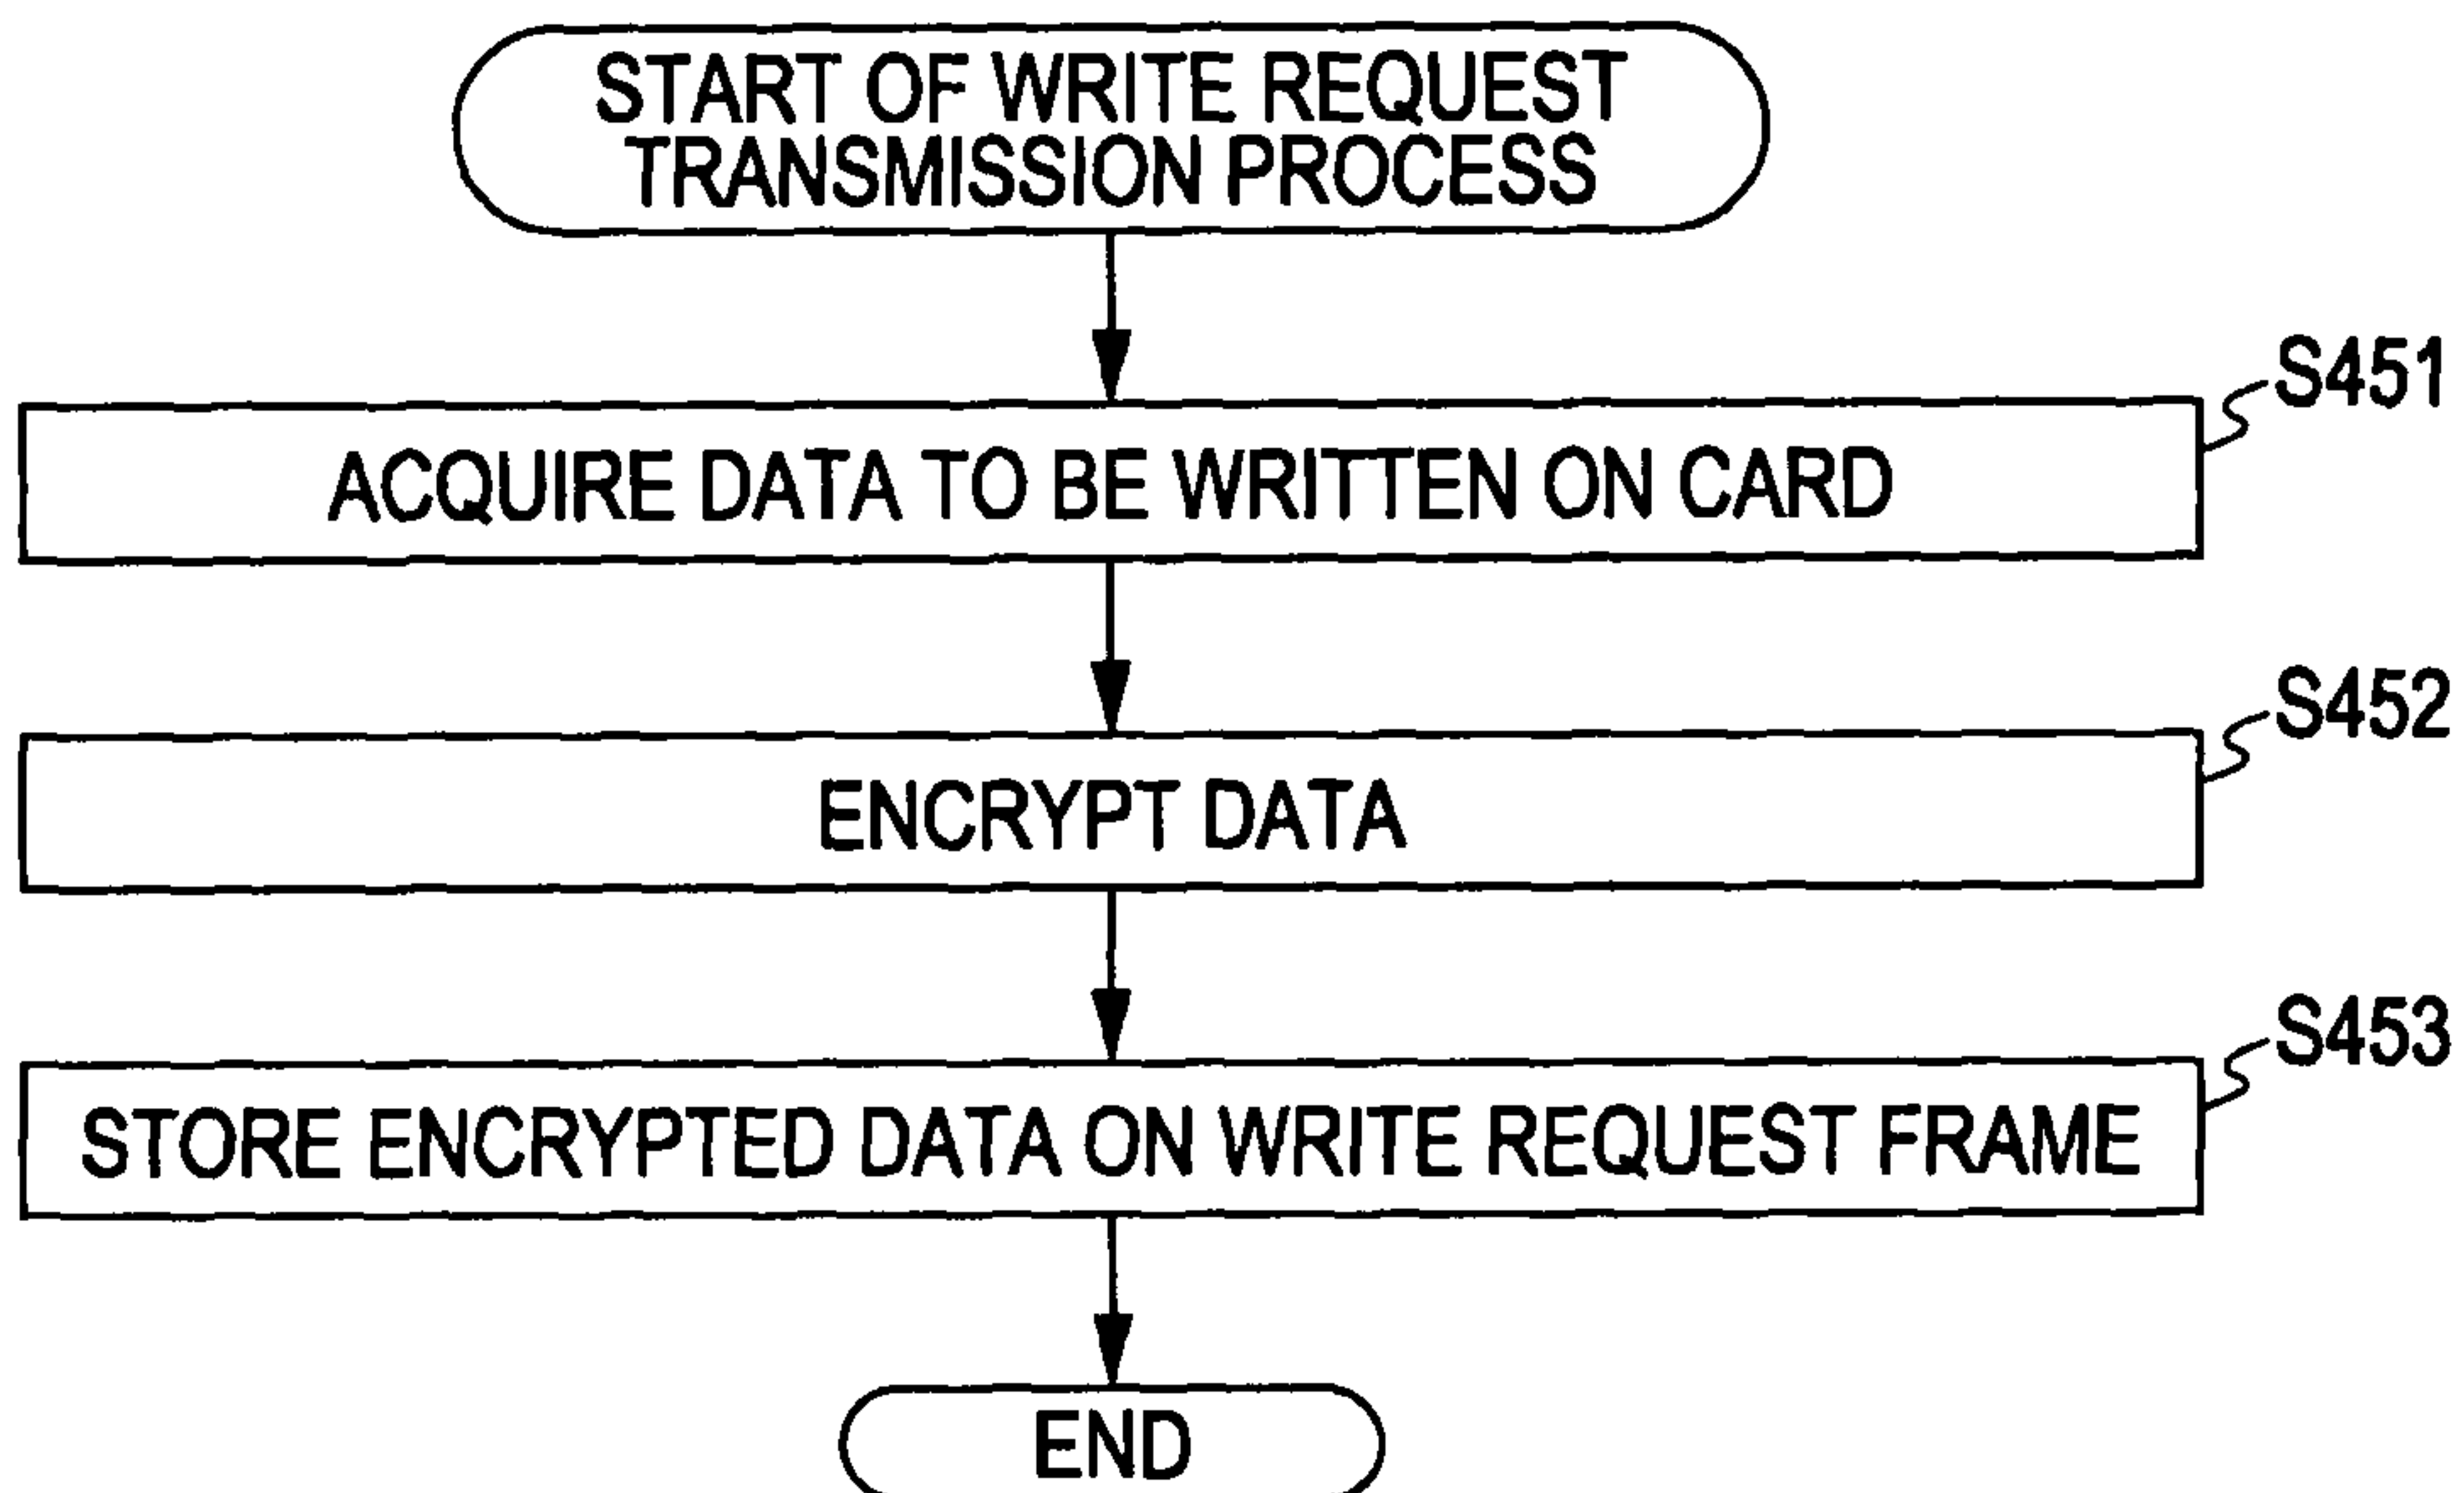 START OF WRITE REQUEST
TRANSMISSION PROCESS
S451
ACQUIRE DATA TO BE WRITTEN ON CARD
S452
ENCRYPT DATA
S453
STORE ENCRYPTED DATA ON WRITE REQUEST FRAME
END